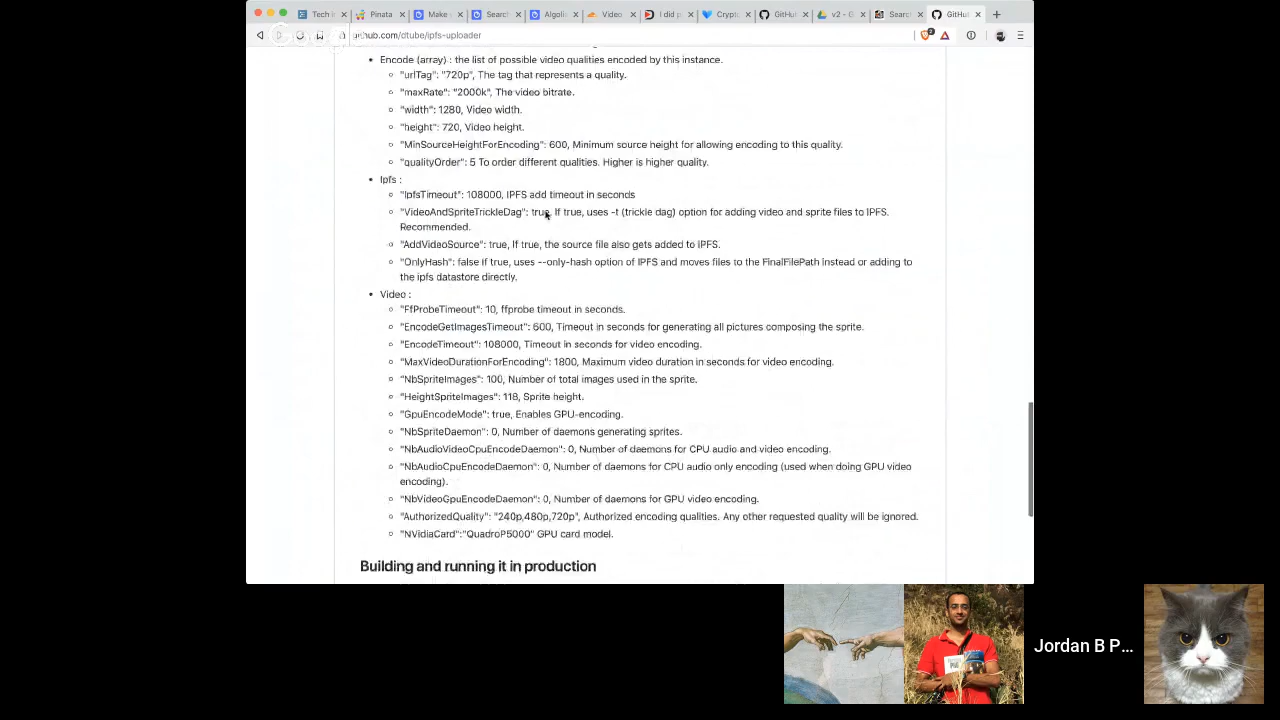 Tech i
Pinata
Make
Search
Algoli
Video
I did p
Crypt
GitHub
v2 - G
Search
GitHub
github.com/dtube/ipfs-uploader
Encode (array) : the list of possible video qualities encoded by this instance.
"urlTag": "720p", The tag that represents a quality.
"maxRate": "2000k", The video bitrate.
"width": 1280, Video width.
"height": 720, Video height.
"MinSourceHeightForEncoding": 600, Minimum source height for allowing encoding to this quality.
"qualityOrder": 5 To order different qualities. Higher is higher quality.
Ipfs :
"IpfsTimeout": 108000, IPFS add timeout in seconds
"VideoAndSpriteTrickleDag": true, If true, uses -t (trickle dag) option for adding video and sprite files to IPFS.
Recommended.
"AddVideoSource": true, If true, the source file also gets added to IPFS.
"OnlyHash": false if true, uses --only-hash option of IPFS and moves files to the FinalFilePath instead or adding to
the ipfs datastore directly.
Video :
"FfProbeTimeout": 10, ffprobe timeout in seconds.
"EncodeGetImagesTimeout": 600, Timeout in seconds for generating all pictures composing the sprite.
"EncodeTimeout": 108000, Timeout in seconds for video encoding.
"MaxVideoDurationForEncoding": 1800, Maximum video duration in seconds for video encoding.
"NbSpriteImages": 100, Number of total images used in the sprite.
"HeightSpriteImages": 118, Sprite height.
"GpuEncodeMode": true, Enables GPU-encoding.
"NbSpriteDaemon": 0, Number of daemons generating sprites.
"NbAudioVideoCpuEncodeDaemon": 0, Number of daemons for CPU audio and video encoding.
"NbAudioCpuEncodeDaemon": 0, Number of daemons for CPU audio only encoding (used when doing GPU video
encoding).
"NbVideoGpuEncodeDaemon": 0, Number of daemons for GPU video encoding.
"AuthorizedQuality": "240p,480p,720p", Authorized encoding qualities. Any other requested quality will be ignored.
"NVidiaCard":"QuadroP5000" GPU card model.
Building and running it in production
Jordan B P...